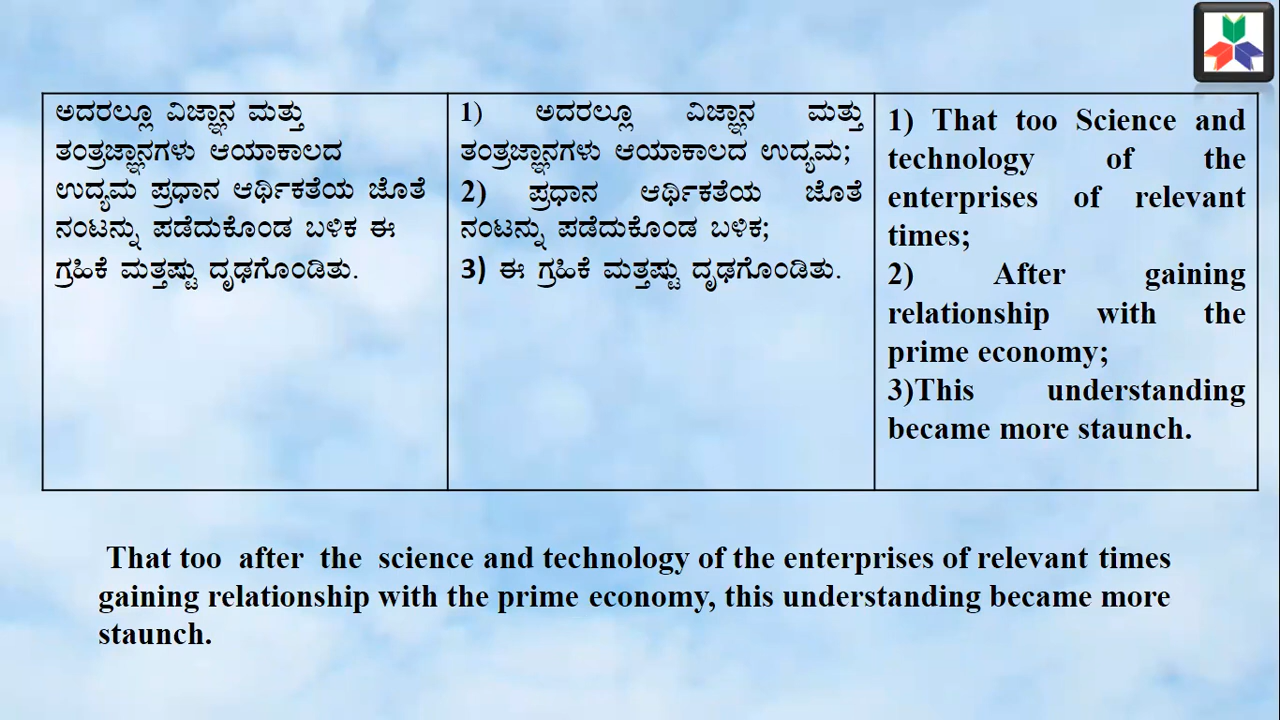 ಅದರಲ್ಲೂ ವಿಜ್ಞಾನ ಮತ್ತು
ತಂತ್ರಜ್ಞಾನಗಳು ಆಯಾಕಾಲದ
ಉದ್ಯಮ ಪ್ರಧಾನ ಆರ್ಥಿಕತೆಯ ಜೊತೆ
ನಂಟನ್ನು ಪಡೆದುಕೊಂಡ ಬಳಿಕ ಈ
ಗ್ರಹಿಕೆ ಮತ್ತಷ್ಟು ದೃಢಗೊಂಡಿತು.
1) ಅದರಲ್ಲೂ ವಿಜ್ಞಾನ ಮತ್ತು
ತಂತ್ರಜ್ಞಾನಗಳು ಆಯಾಕಾಲದ ಉದ್ಯಮ;
2) ಪ್ರಧಾನ ಆರ್ಥಿಕತೆಯ ಜೊತೆ
ನಂಟನ್ನು ಪಡೆದುಕೊಂಡ ಬಳಿಕ;
3) ಈ ಗ್ರಹಿಕೆ ಮತ್ತಷ್ಟು ದೃಢಗೊಂಡಿತು.
1) That too Science and
technology of the
enterprises of relevant
times;
2) After gaining
relationship with the
prime economy;
3)This understanding
became more staunch.
That too after the science and technology of the enterprises of relevant times
gaining relationship with the prime economy, this understanding became more
staunch.